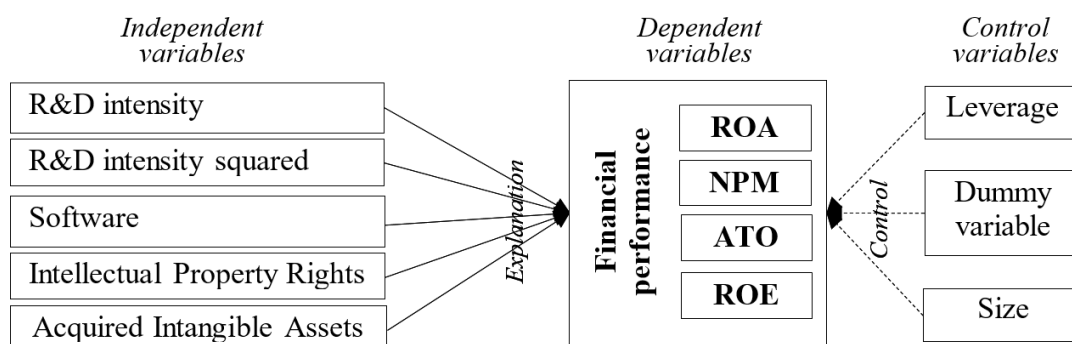 Independent
variables
R&D intensity
R&D intensity squared
Software
Intellectual Property Rights
Acquired Intangible Assets
Explanation
Dependent
variables
Financial
performance
ROA
NPM
ATO
ROE
Control
Control
variables
Leverage
Dummy
variable
Size